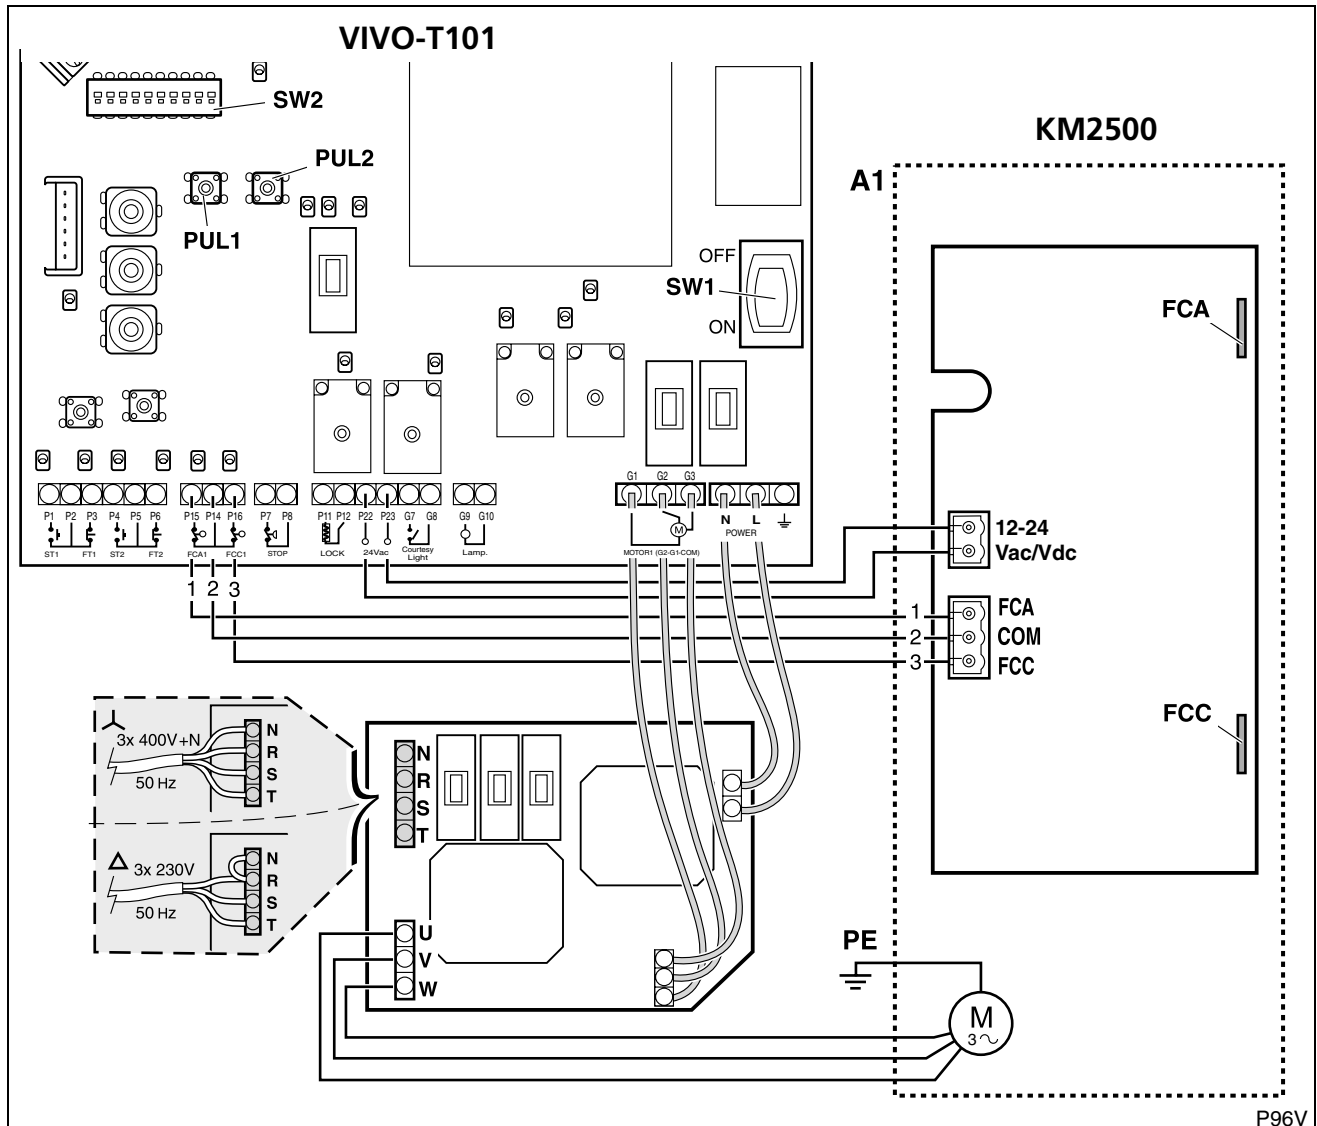 VIVO-T101
SW2
KM2500
PUL2
A1
PUL1
OFF
SW1
ON
FCA
G1 G2 G3
P1 P2 P3 P4 P5 P6 P15 P14 P16 P7 P8 P11 P12 P22 P23 G7 G8 G9 G10
N L
POWER
ST1 FT1 ST2 FT2 FCA1 FCC1 STOP LOCK 24Vac Courtesy Light Lamp.
MOTOR1 (G2-G1-COM)
12-24
Vac/Vdc
1 2 3
1 FCA
2 COM
3 FCC
FCC
3x 400V+N
50 Hz
N
R
S
T
3x 230V
50 Hz
N
R
S
T
N
R
S
T
U
V
W
PE
M
3
M
P96V